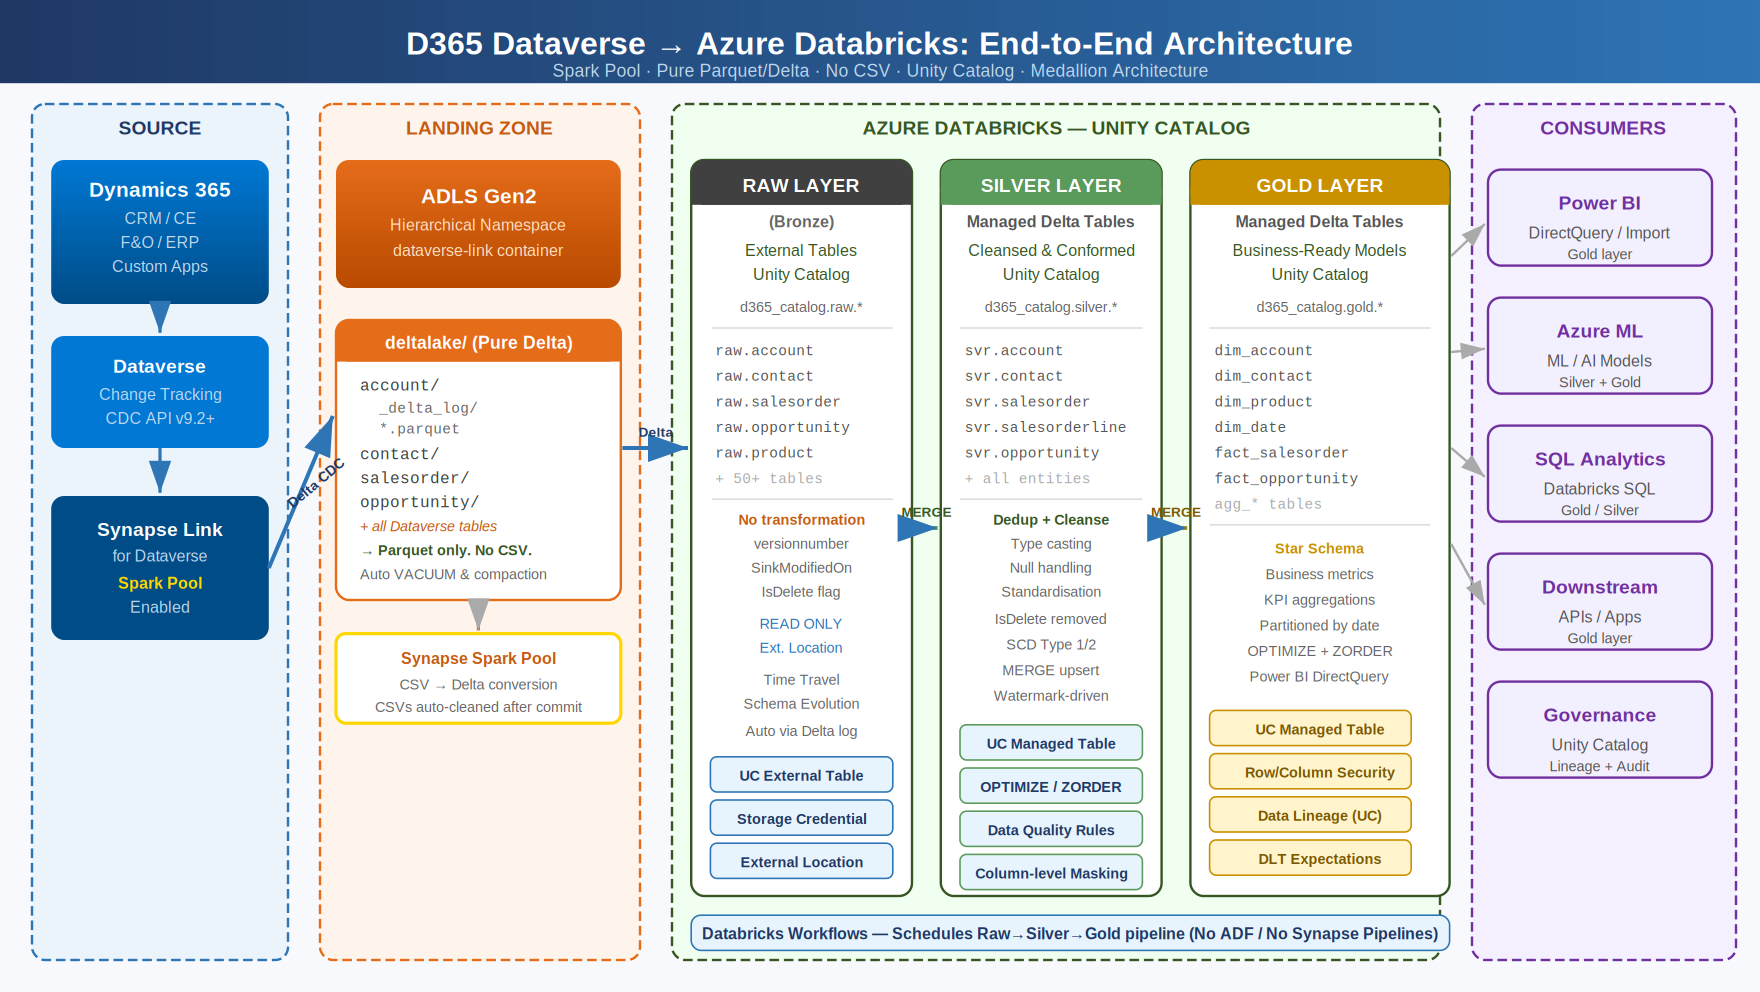 D365 Dataverse → Azure Databricks: End-to-End Architecture
Spark Pool · Pure Parquet/Delta · No CSV · Unity Catalog · Medallion Architecture
SOURCE
Dynamics 365
CRM / CE
F&O / ERP
Custom Apps
Dataverse
Change Tracking
CDC API v9.2+
Synapse Link
for Dataverse
Spark Pool
Enabled
Delta CDC
LANDING ZONE
ADLS Gen2
Hierarchical Namespace
dataverse-link container
deltalake/ (Pure Delta)
account/
_delta_log/
*.parquet
contact/
salesorder/
opportunity/
+ all Dataverse tables
→ Parquet only. No CSV.
Auto VACUUM & compaction
Synapse Spark Pool
CSV → Delta conversion
CSVs auto-cleaned after commit
Delta
AZURE DATABRICKS — UNITY CATALOG
RAW LAYER
(Bronze)
External Tables
Unity Catalog
d365_catalog.raw.*
raw.account
raw.contact
raw.salesorder
raw.opportunity
raw.product
+ 50+ tables
No transformation
versionnumber
SinkModifiedOn
IsDelete flag
READ ONLY
Ext. Location
Time Travel
Schema Evolution
Auto via Delta log
UC External Table
Storage Credential
External Location
MERGE
SILVER LAYER
Managed Delta Tables
Cleansed & Conformed
Unity Catalog
d365_catalog.silver.*
svr.account
svr.contact
svr.salesorder
svr.salesorderline
svr.opportunity
+ all entities
Dedup + Cleanse
Type casting
Null handling
Standardisation
IsDelete removed
SCD Type 1/2
MERGE upsert
Watermark-driven
UC Managed Table
OPTIMIZE / ZORDER
Data Quality Rules
Column-level Masking
MERGE
GOLD LAYER
Managed Delta Tables
Business-Ready Models
Unity Catalog
d365_catalog.gold.*
dim_account
dim_contact
dim_product
dim_date
fact_salesorder
fact_opportunity
agg_* tables
Star Schema
Business metrics
KPI aggregations
Partitioned by date
OPTIMIZE + ZORDER
Power BI DirectQuery
UC Managed Table
Row/Column Security
Data Lineage (UC)
DLT Expectations
Databricks Workflows — Schedules Raw→Silver→Gold pipeline (No ADF / No Synapse Pipelines)
CONSUMERS
Power BI
DirectQuery / Import
Gold layer
Azure ML
ML / AI Models
Silver + Gold
SQL Analytics
Databricks SQL
Gold / Silver
Downstream
APIs / Apps
Gold layer
Governance
Unity Catalog
Lineage + Audit